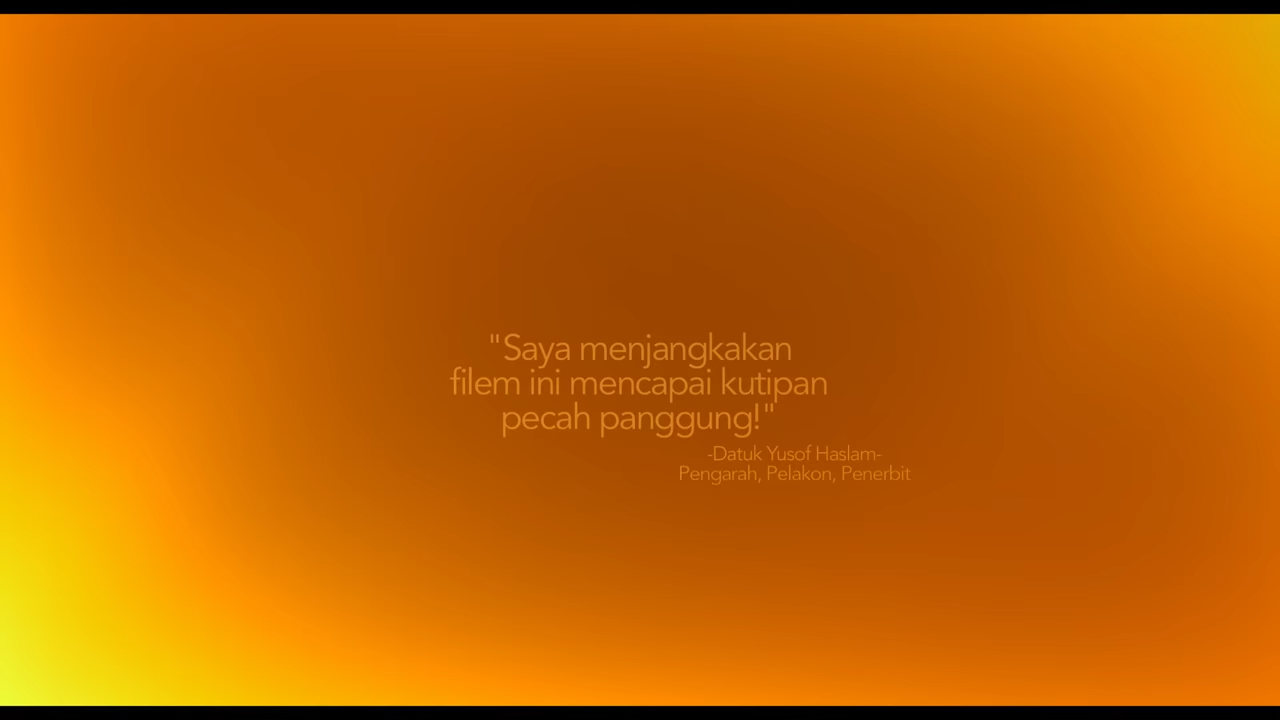 "Saya menjangkakan
filem ini mencapai kutipan
pecah panggung!"
-Datuk Yusof Haslam-
Pengarah, Pelakon, Penerbit